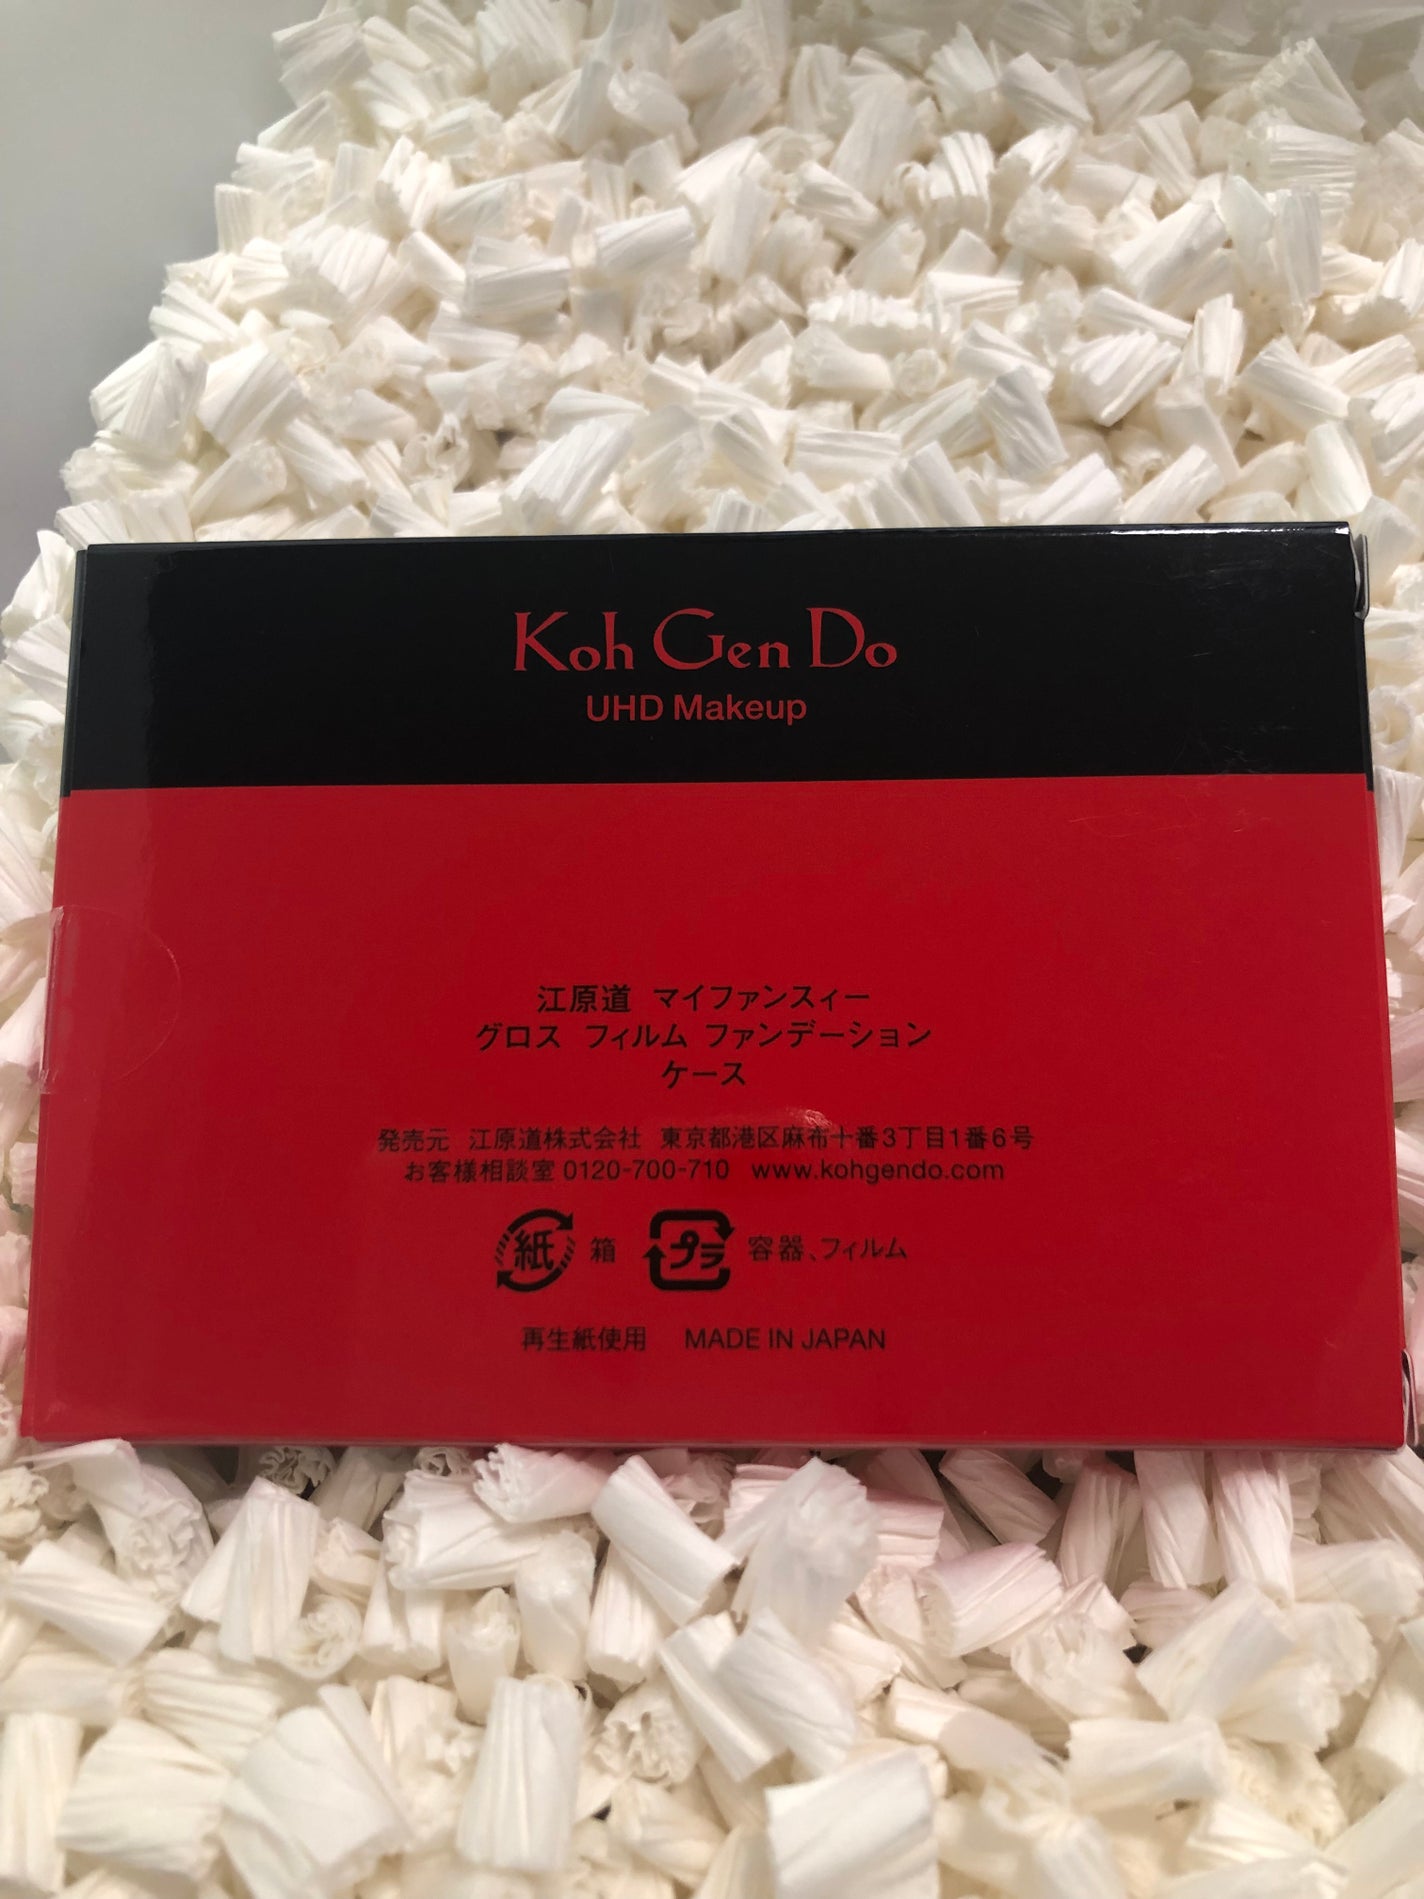 Koh Gen Do
UHD Makeup
江原道 マイファンスィー
グロス フィルム ファンデーション
ケース
発売元 江原道株式会社 東京都港区麻布十番3丁目1番6号
お客様相談室 0120-700-710 www.kohgendo.com
紙 箱 プラ 容器、フィルム
再生紙使用 MADE IN JAPAN